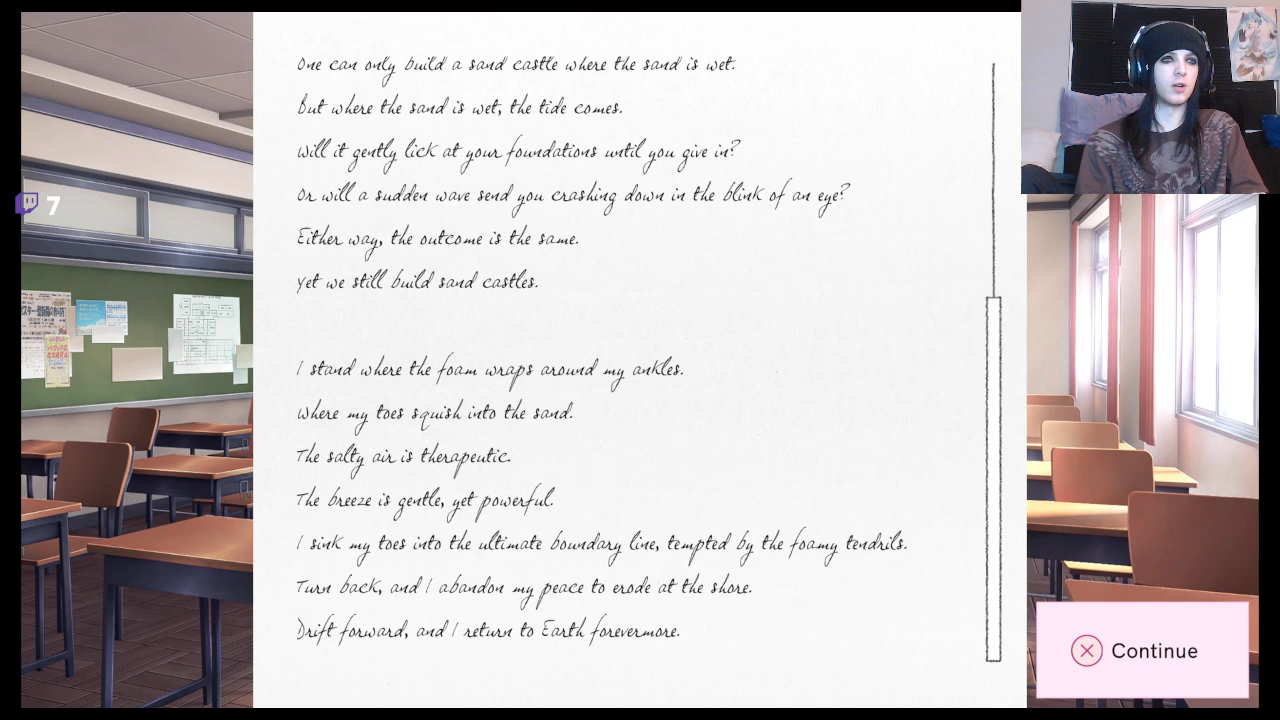 One can only build a sand castle where the sand is wet.
But where the sand is wet, the tide comes.
Will it gently lick at your foundations until you give in?
Or will a sudden wave send you crashing down in the blink of an eye?
Either way, the outcome is the same.
Yet we still build sand castles.
I stand where the foam wraps around my ankles.
Where my toes squish into the sand.
The salty air is therapeutic.
The breeze is gentle, yet powerful.
I sink my toes into the ultimate boundary line, tempted by the foamy tendrils.
Turn back, and I abandon my peace to erode at the shore.
Drift forward, and I return to Earth forevermore.
7
Continue